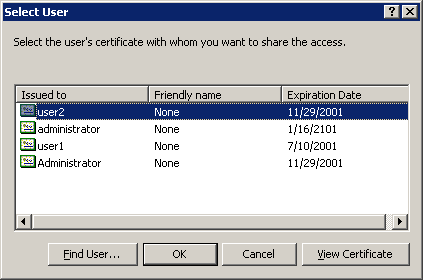 Select User
Select the user's certificate with whom you want to share the access.
Issued to Friendly name Expiration Date
user2 None 11/29/2001
administrator None 1/16/2101
user1 None 7/10/2001
Administrator None 11/29/2001
Find User... OK Cancel View Certificate